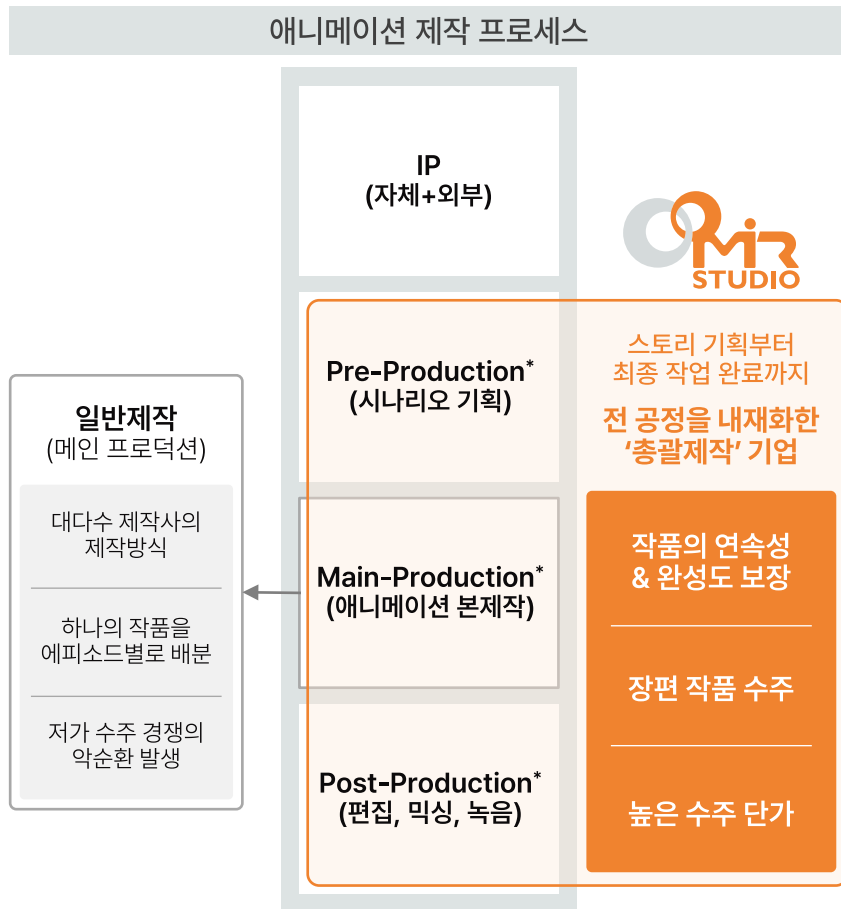 애니메이션 제작 프로세스
IP
(자체+외부)
MiR
STUDIO
Pre-Production*
(시나리오 기획)
스토리 기획부터
최종 작업 완료까지
전 공정을 내재화한
‘총괄제작’ 기업
일반제작
(메인 프로덕션)
대다수 제작사의
제작방식
하나의 작품을
에피소드별로 배분
저가 수주 경쟁의
악순환 발생
Main-Production*
(애니메이션 본제작)
작품의 연속성
& 완성도 보장
장편 작품 수주
높은 수주 단가
Post-Production*
(편집, 믹싱, 녹음)